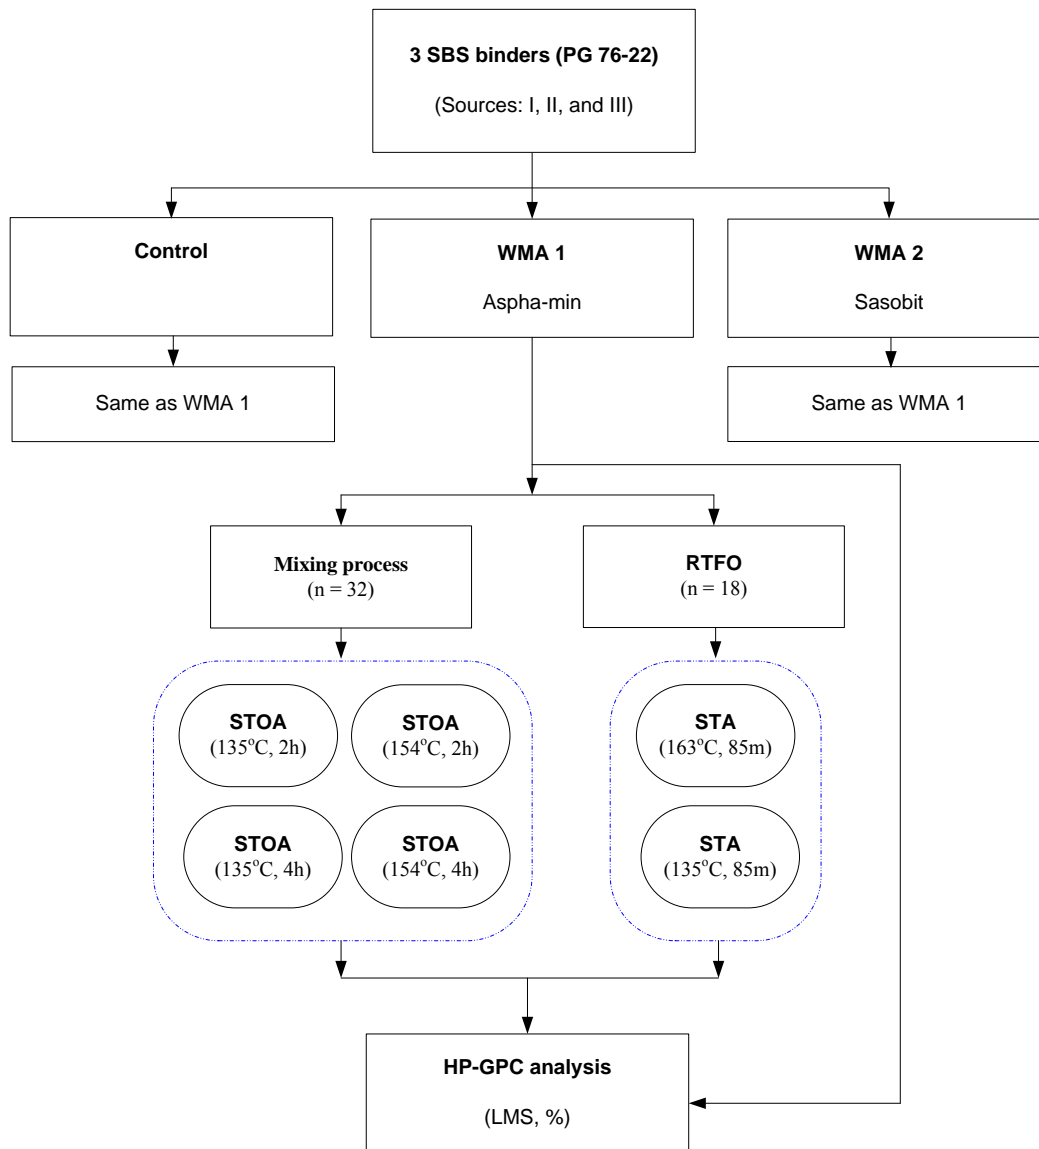 3 SBS binders (PG 76-22)
(Sources: I, II, and III)
Control
WMA 1
Aspha-min
WMA 2
Sasobit
Same as WMA 1
Same as WMA 1
Mixing process
(n = 32)
RTFO
(n = 18)
STOA
(135°C, 2h)
STOA
(154°C, 2h)
STA
(163°C, 85m)
STOA
(135°C, 4h)
STOA
(154°C, 4h)
STA
(135°C, 85m)
HP-GPC analysis
(LMS, %)